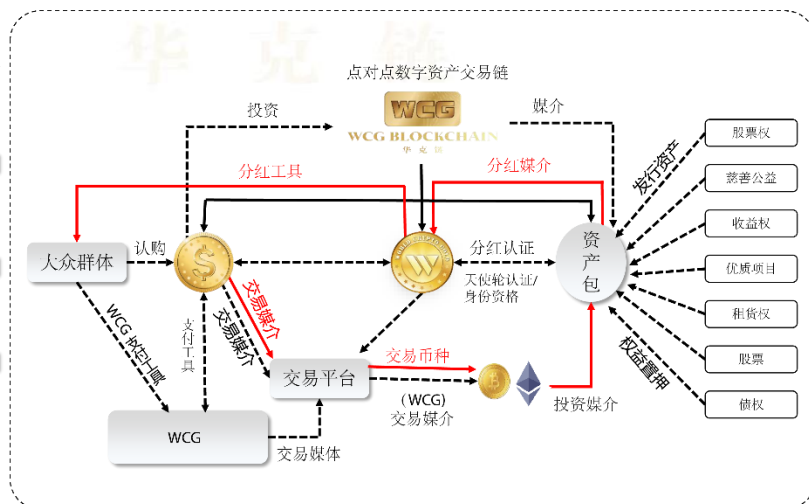 华 克 链
点对点数字资产交易链
投资
WCG
媒介
WCG BLOCKCHAIN
华 克 链
股票权
发行资产
分红工具
分红媒介
慈善公益
收益权
大众群体
认购
$
W
分红认证
资产包
天使轮认证/
身份资格
优质项目
租赁权
WCG 支付工具
支付工具
交易媒介
交易媒介
交易平台
交易币种
(WCG)
交易媒介
投资媒介
权益置押
股票
债权
WCG
交易媒体